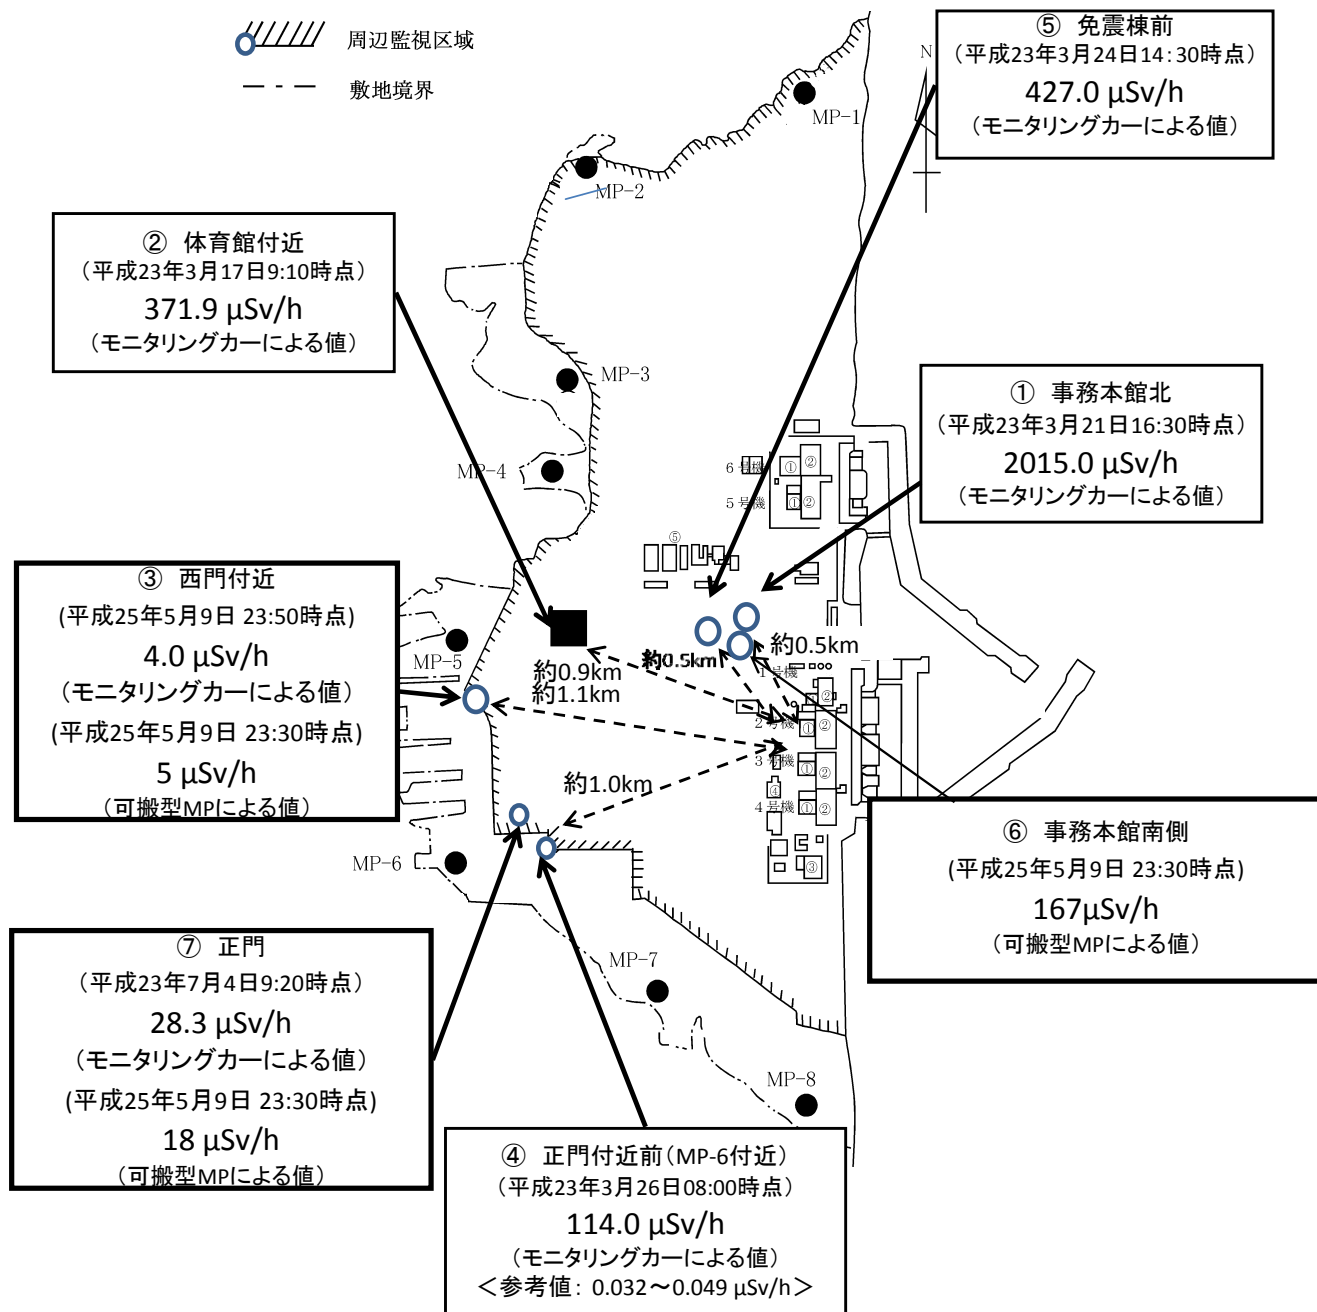 周辺監視区域
敷地境界
⑤ 免震棟前
(平成23年3月24日14:30時点)
427.0 μSv/h
(モニタリングカーによる値)
N
MP-1
MP-2
② 体育館付近
(平成23年3月17日9:10時点)
371.9 μSv/h
(モニタリングカーによる値)
MP-3
MP-4
① 事務本館北
(平成23年3月21日16:30時点)
2015.0 μSv/h
(モニタリングカーによる値)
6号機
①
②
5号機
①
②
⑤
③ 西門付近
(平成25年5月9日 23:50時点)
4.0 μSv/h
(モニタリングカーによる値)
(平成25年5月9日 23:30時点)
5 μSv/h
(可搬型MPによる値)
MP-5
約0.9km
約1.1km
約0.5km
約0.5km
1号機
②
2号機
①
②
3号機
①
②
約1.0km
④
4号機
①
②
③
MP-6
⑥ 事務本館南側
(平成25年5月9日 23:30時点)
167μSv/h
(可搬型MPによる値)
⑦ 正門
(平成23年7月4日9:20時点)
28.3 μSv/h
(モニタリングカーによる値)
(平成25年5月9日 23:30時点)
18 μSv/h
(可搬型MPによる値)
MP-7
MP-8
④ 正門付近前(MP-6付近)
(平成23年3月26日08:00時点)
114.0 μSv/h
(モニタリングカーによる値)
<参考値: 0.032~0.049 μSv/h>